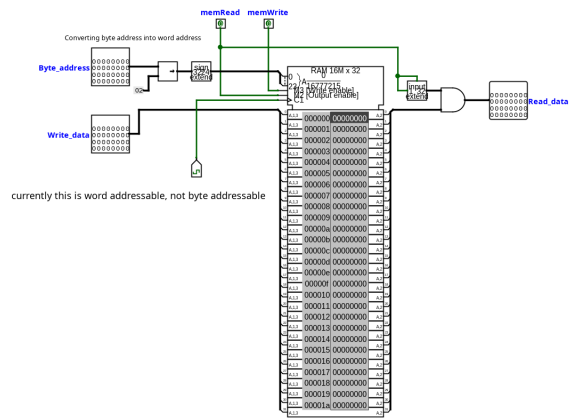 memRead memWrite
Converting byte address into word address
Byte_address
sign
extend
02
RAM 16M x 32
0
0
A
23
16777215
M3 [Write enable]
M2 [Output enable]
C1
input
extend
Read_data
Write_data
currently this is word addressable, not byte addressable
000000 00000000
000001 00000000
000002 00000000
000003 00000000
000004 00000000
000005 00000000
000006 00000000
000007 00000000
000008 00000000
000009 00000000
00000a 00000000
00000b 00000000
00000c 00000000
00000d 00000000
00000e 00000000
00000f 00000000
000010 00000000
000011 00000000
000012 00000000
000013 00000000
000014 00000000
000015 00000000
000016 00000000
000017 00000000
000018 00000000
000019 00000000
00001a 00000000